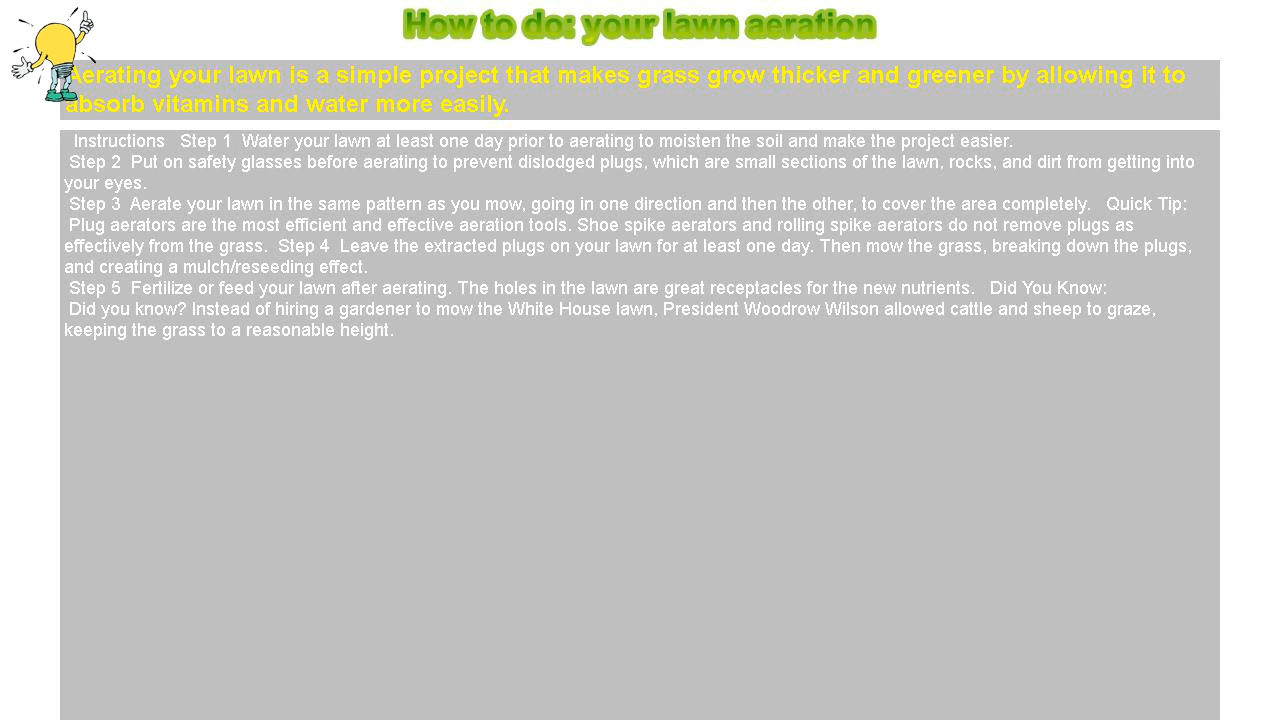 How to do: your lawn aeration
Aerating your lawn is a simple project that makes grass grow thicker and greener by allowing it to
absorb vitamins and water more easily.
Instructions Step 1 Water your lawn at least one day prior to aerating to moisten the soil and make the project easier.
Step 2 Put on safety glasses before aerating to prevent dislodged plugs, which are small sections of the lawn, rocks, and dirt from getting into
your eyes.
Step 3 Aerate your lawn in the same pattern as you mow, going in one direction and then the other, to cover the area completely. Quick Tip:
Plug aerators are the most efficient and effective aeration tools. Shoe spike aerators and rolling spike aerators do not remove plugs as
effectively from the grass. Step 4 Leave the extracted plugs on your lawn for at least one day. Then mow the grass, breaking down the plugs,
and creating a mulch/reseeding effect.
Step 5 Fertilize or feed your lawn after aerating. The holes in the lawn are great receptacles for the new nutrients. Did You Know:
Did you know? Instead of hiring a gardener to mow the White House lawn, President Woodrow Wilson allowed cattle and sheep to graze,
keeping the grass to a reasonable height.